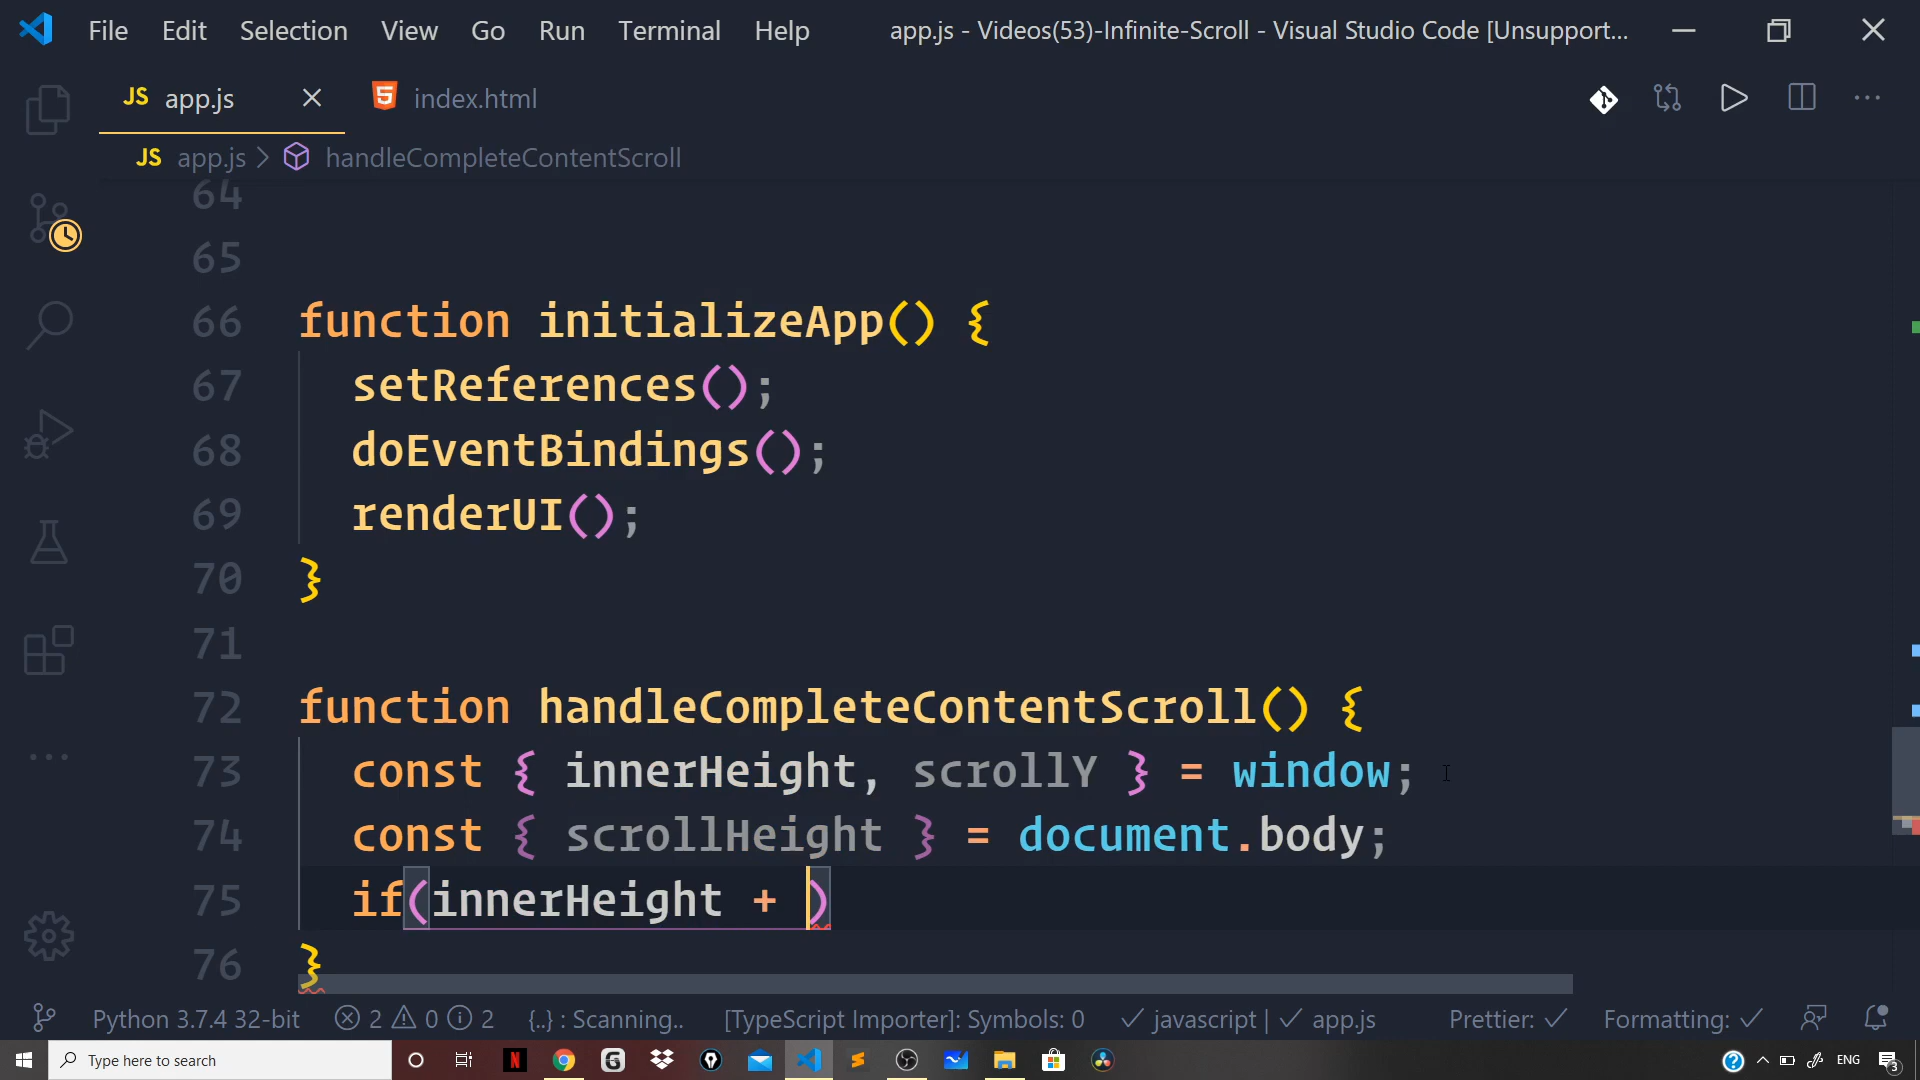 File Edit Selection View Go Run Terminal Help app.js - Videos(53)-Infinite-Scroll - Visual Studio Code [Unsupport...
JS app.js index.html
JS app.js > handleCompleteContentScroll
64
65
66 function initializeApp() {
67 setReferences();
68 doEventBindings();
69 renderUI();
70 }
71
72 function handleCompleteContentScroll() {
73 const { innerHeight, scrollY } = window;
74 const { scrollHeight } = document.body;
75 if(innerHeight + )
76 }
Python 3.7.4 32-bit 2 0 2 {..} : Scanning.. [TypeScript Importer]: Symbols: 0 ✓ javascript | ✓ app.js Prettier: ✓ Formatting: ✓
Type here to search ENG 3